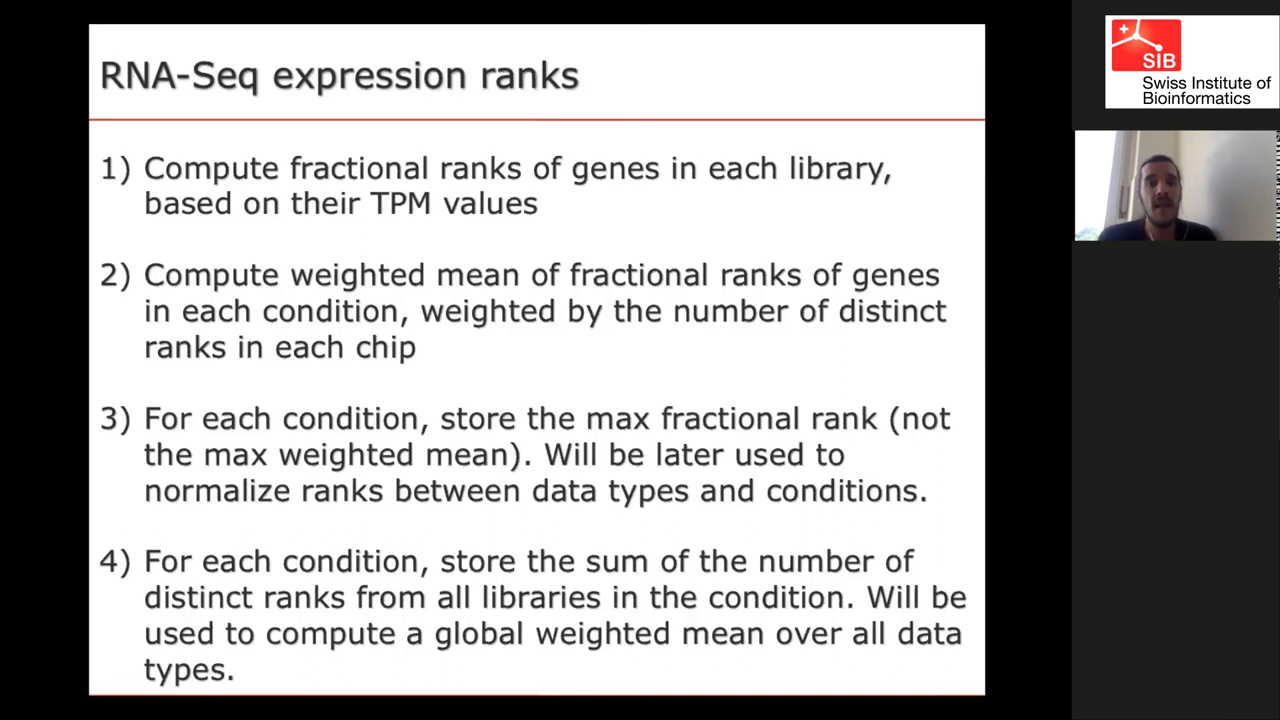 RNA-Seq expression ranks
1) Compute fractional ranks of genes in each library,
based on their TPM values
2) Compute weighted mean of fractional ranks of genes
in each condition, weighted by the number of distinct
ranks in each chip
3) For each condition, store the max fractional rank (not
the max weighted mean). Will be later used to
normalize ranks between data types and conditions.
4) For each condition, store the sum of the number of
distinct ranks from all libraries in the condition. Will be
used to compute a global weighted mean over all data
types.
SIB
Swiss Institute of
Bioinformatics